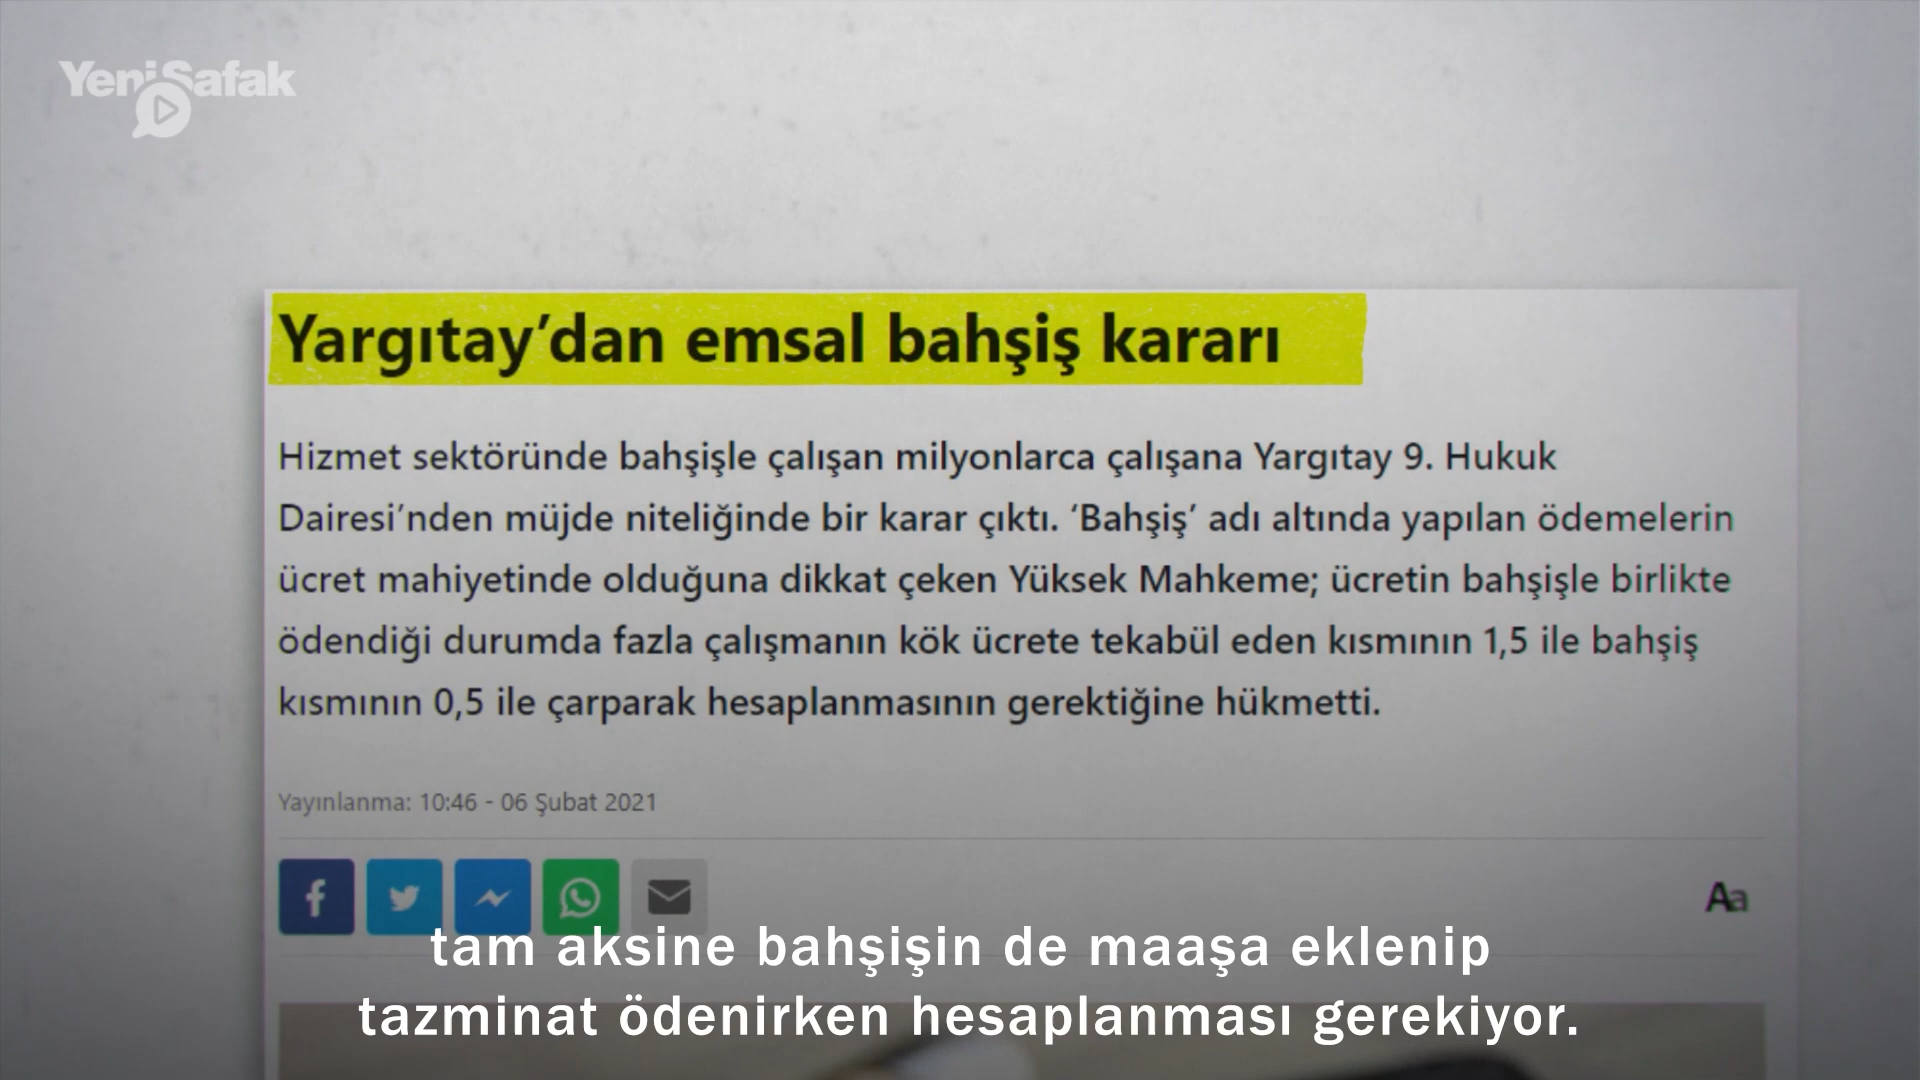 Yeni Şafak
Yargıtay'dan emsal bahşiş kararı
Hizmet sektöründe bahşişle çalışan milyonlarca çalışana Yargıtay 9. Hukuk
Dairesi'nden müjde niteliğinde bir karar çıktı. 'Bahşiş' adı altında yapılan ödemelerin
ücret mahiyetinde olduğuna dikkat çeken Yüksek Mahkeme; ücretin bahşişle birlikte
ödendiği durumda fazla çalışmanın kök ücrete tekabül eden kısmının 1,5 ile bahşiş
kısmının 0,5 ile çarparak hesaplanmasının gerektiğine hükmetti.
Yayınlanma: 10:46 - 06 Şubat 2021
Aa
tam aksine bahşişin de maaşa eklenip
tazminat ödenirken hesaplanması gerekiyor.